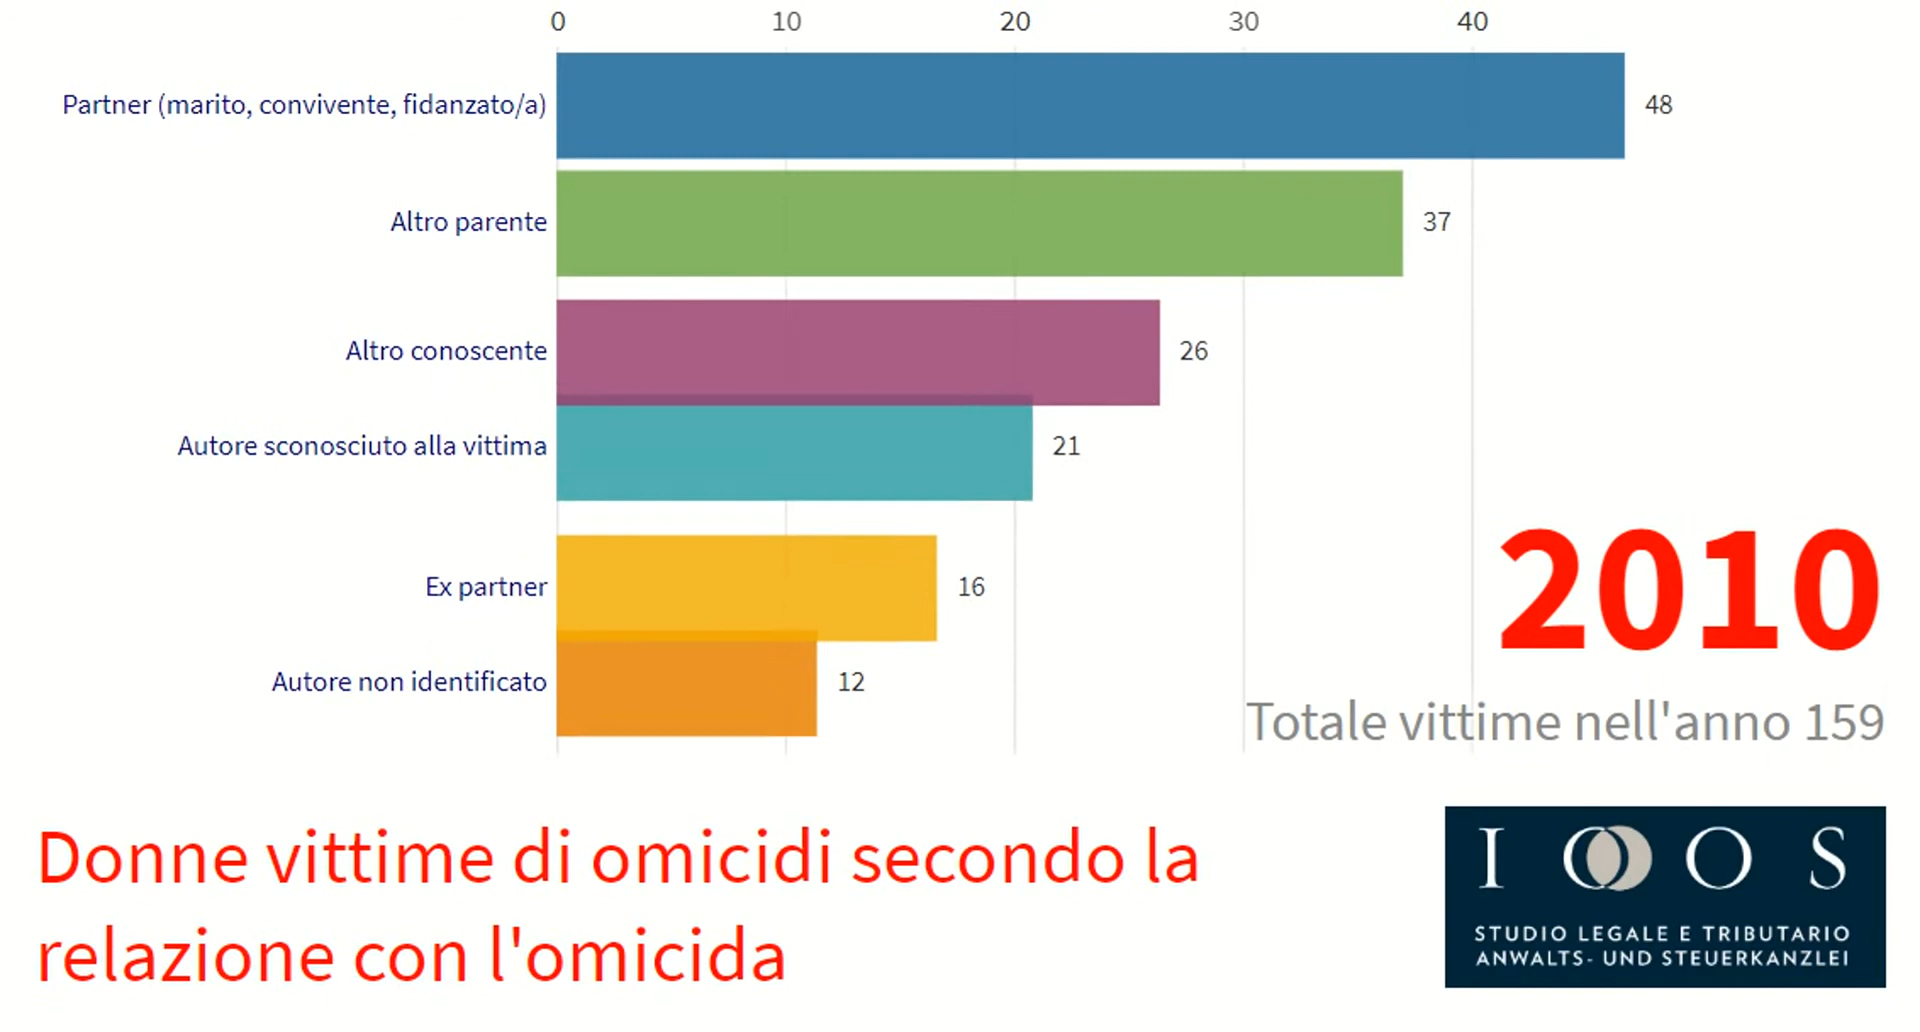 0 10 20 30 40
Partner (marito, convivente, fidanzato/a) 48
Altro parente 37
Altro conoscente 26
Autore sconosciuto alla vittima 21
Ex partner 16
Autore non identificato 12
2010
Totale vittime nell'anno 159
Donne vittime di omicidi secondo la
relazione con l'omicida
IOOS
STUDIO LEGALE E TRIBUTARIO
ANWALTS- UND STEUERKANZLEI